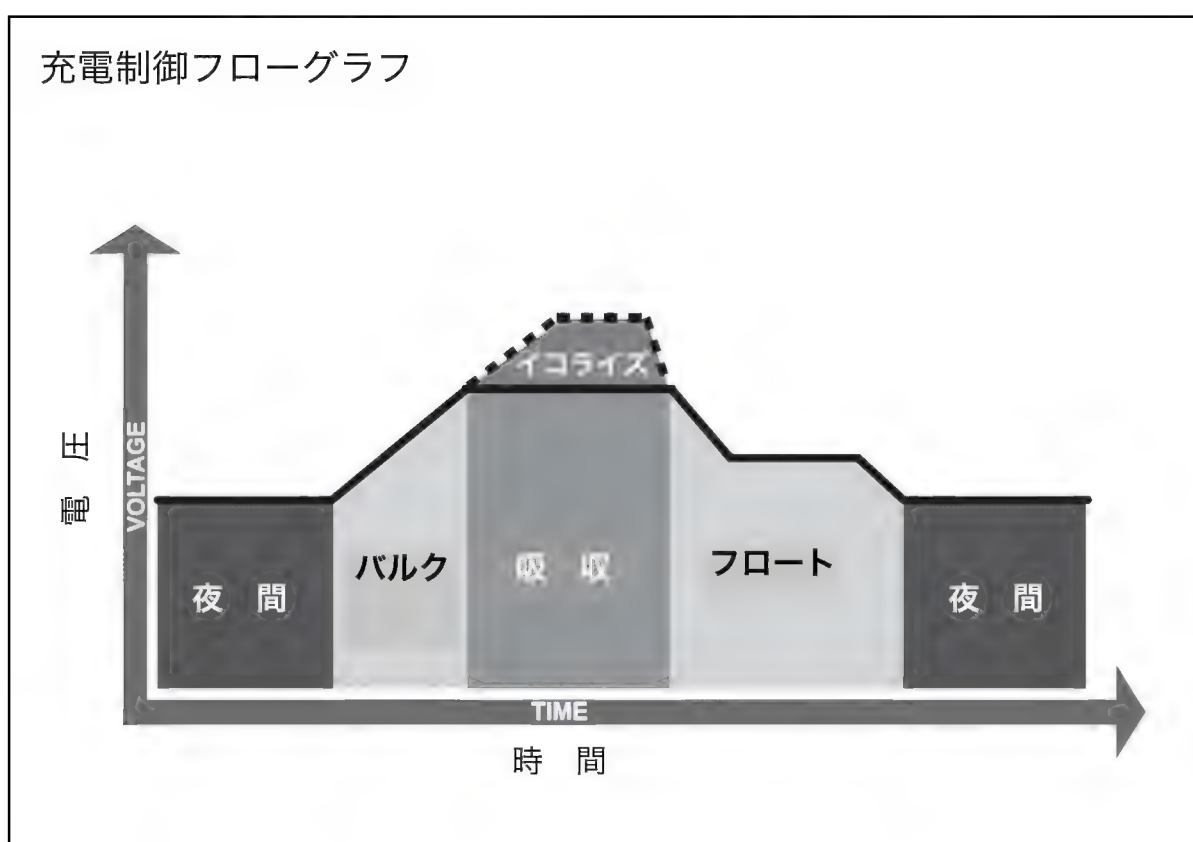 充電制御フローグラフ
イコライズ
電圧
VOLTAGE
夜間
バルク
吸収
フロート
夜間
TIME
時間